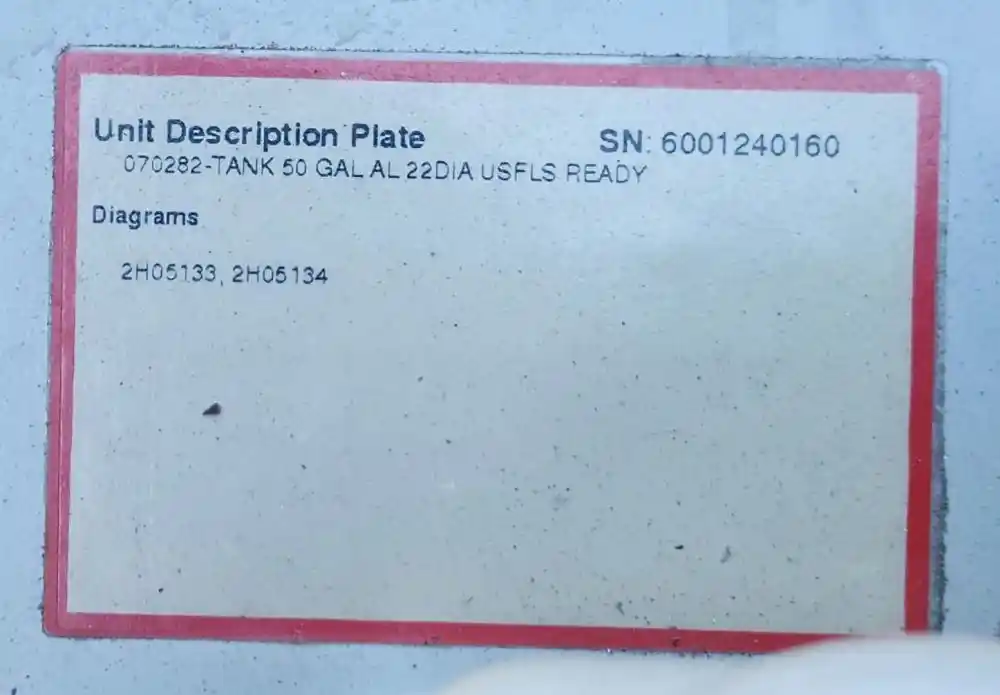 Unit Description Plate SN: 6001240160
070282-TANK 50 GAL AL 22DIA USFLS READY
Diagrams
2H05133, 2H05134